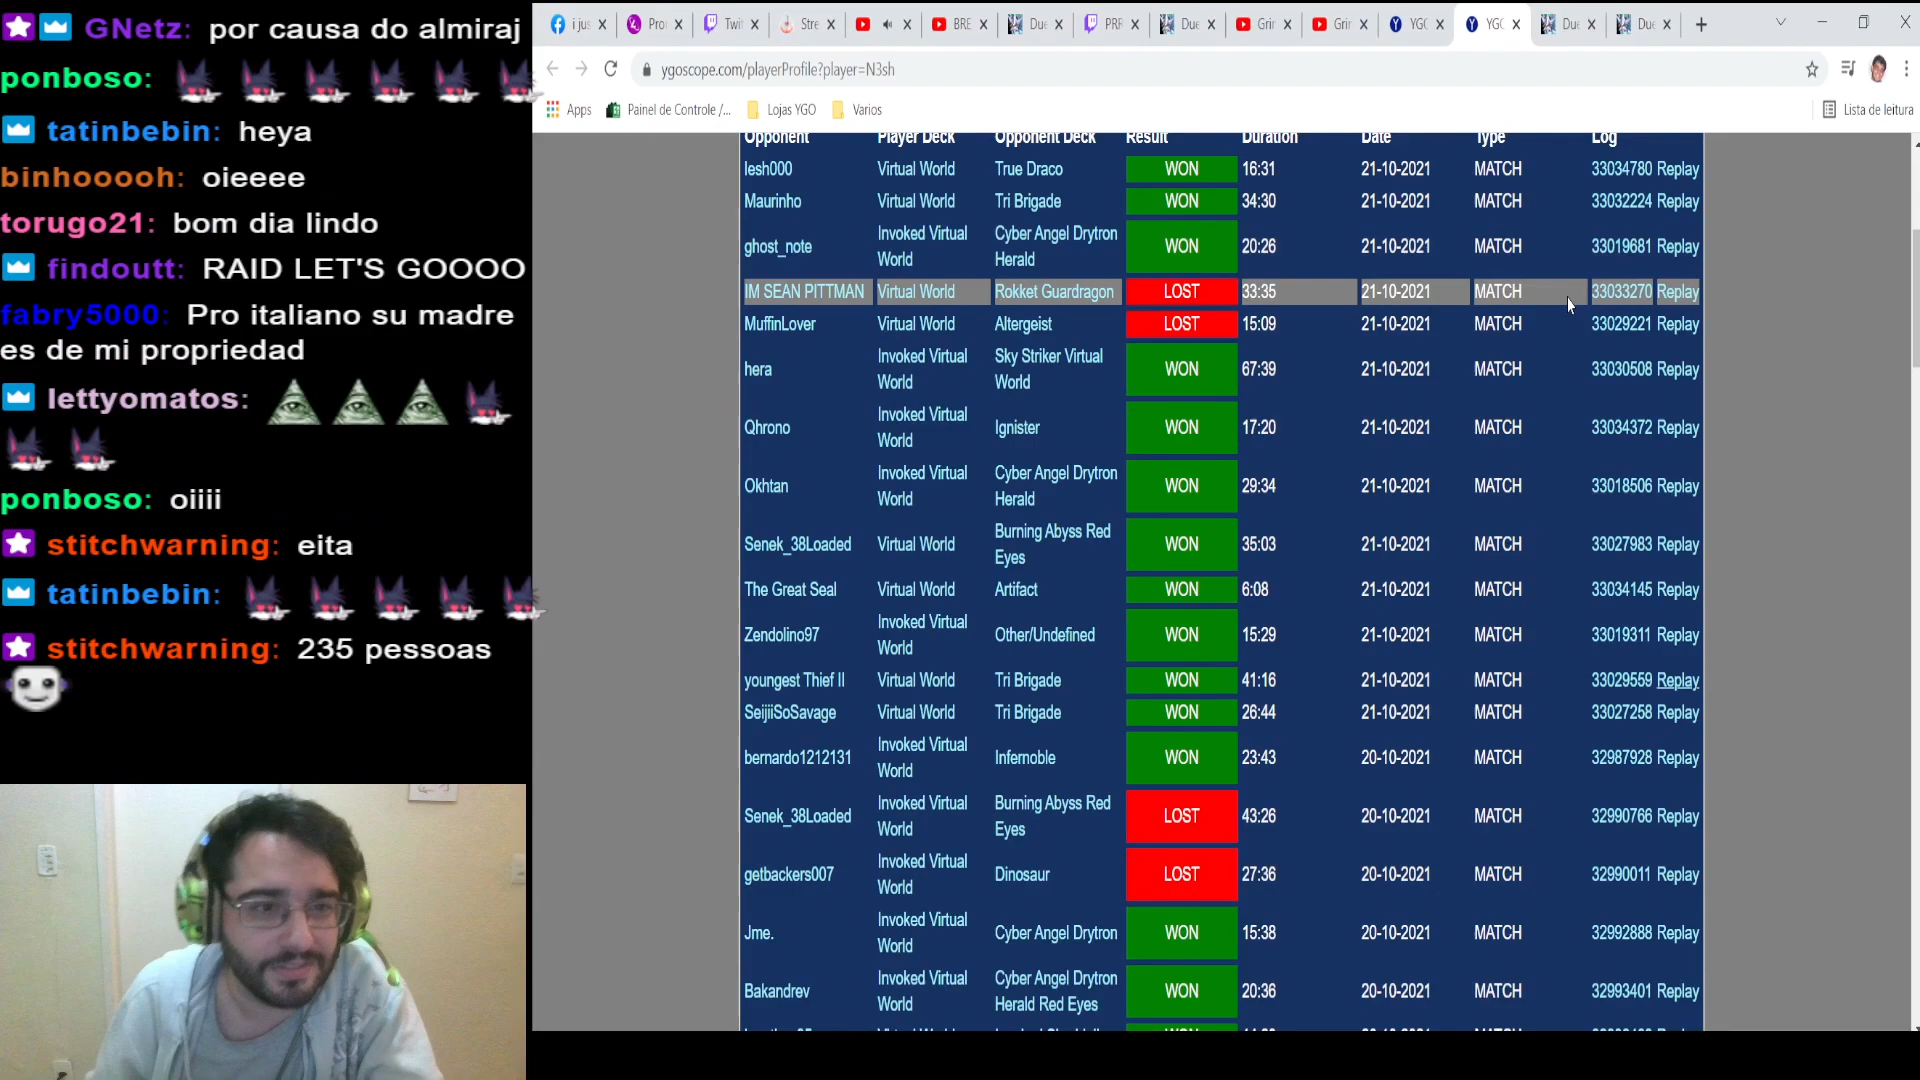 GNetz: por causa do almiraj
ponboso:
tatinbebin: heya
binhooooh: oieeee
torugo21: bom dia lindo
findoutt: RAID LET'S GOOOO
fabry5000: Pro italiano su madre
es de mi propriedad
lettyomatos:
ponboso: oiiii
stitchwarning: eita
tatinbebin:
stitchwarning: 235 pessoas
i jus Pro Twi Stre BRE Due PRR Due Grir Grir YGO YGO Due Due
ygoscope.com/playerProfile?player=N3sh
Apps Painel de Controle /... Lojas YGO Varios Lista de leitura
Opponent Player Deck Opponent Deck Result Duration Date Type Log
lesh000 Virtual World True Draco WON 16:31 21-10-2021 MATCH 33034780 Replay
Maurinho Virtual World Tri Brigade WON 34:30 21-10-2021 MATCH 33032224 Replay
ghost_note Invoked Virtual World Cyber Angel Drytron Herald WON 20:26 21-10-2021 MATCH 33019681 Replay
IM SEAN PITTMAN Virtual World Rokket Guardragon LOST 33:35 21-10-2021 MATCH 33033270 Replay
MuffinLover Virtual World Altergeist LOST 15:09 21-10-2021 MATCH 33029221 Replay
hera Invoked Virtual World Sky Striker Virtual World WON 67:39 21-10-2021 MATCH 33030508 Replay
Qhrono Invoked Virtual World Ignister WON 17:20 21-10-2021 MATCH 33034372 Replay
Okhtan Invoked Virtual World Cyber Angel Drytron Herald WON 29:34 21-10-2021 MATCH 33018506 Replay
Senek_38Loaded Virtual World Burning Abyss Red Eyes WON 35:03 21-10-2021 MATCH 33027983 Replay
The Great Seal Virtual World Artifact WON 6:08 21-10-2021 MATCH 33034145 Replay
Zendolino97 Invoked Virtual World Other/Undefined WON 15:29 21-10-2021 MATCH 33019311 Replay
youngest Thief II Virtual World Tri Brigade WON 41:16 21-10-2021 MATCH 33029559 Replay
SeijiiSoSavage Virtual World Tri Brigade WON 26:44 21-10-2021 MATCH 33027258 Replay
bernardo1212131 Invoked Virtual World Infernoble WON 23:43 20-10-2021 MATCH 32987928 Replay
Senek_38Loaded Invoked Virtual World Burning Abyss Red Eyes LOST 43:26 20-10-2021 MATCH 32990766 Replay
getbackers007 Invoked Virtual World Dinosaur LOST 27:36 20-10-2021 MATCH 32990011 Replay
Jme. Invoked Virtual World Cyber Angel Drytron WON 15:38 20-10-2021 MATCH 32992888 Replay
Bakandrev Invoked Virtual World Cyber Angel Drytron Herald Red Eyes WON 20:36 20-10-2021 MATCH 32993401 Replay